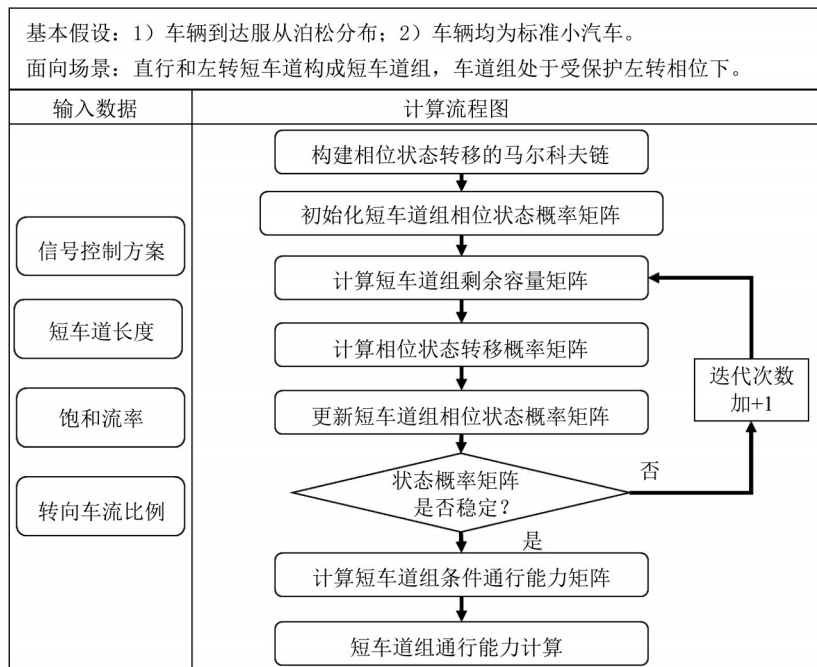 基本假设：1）车辆到达服从泊松分布；2）车辆均为标准小汽车。
面向场景：直行和左转短车道构成短车道组，车道组处于受保护左转相位下。
输入数据
计算流程图
构建相位状态转移的马尔科夫链
初始化短车道组相位状态概率矩阵
信号控制方案
计算短车道组剩余容量矩阵
短车道长度
计算相位状态转移概率矩阵
迭代次数
加+1
饱和流率
更新短车道组相位状态概率矩阵
状态概率矩阵
是否稳定？
否
转向车流比例
是
计算短车道组条件通行能力矩阵
短车道组通行能力计算